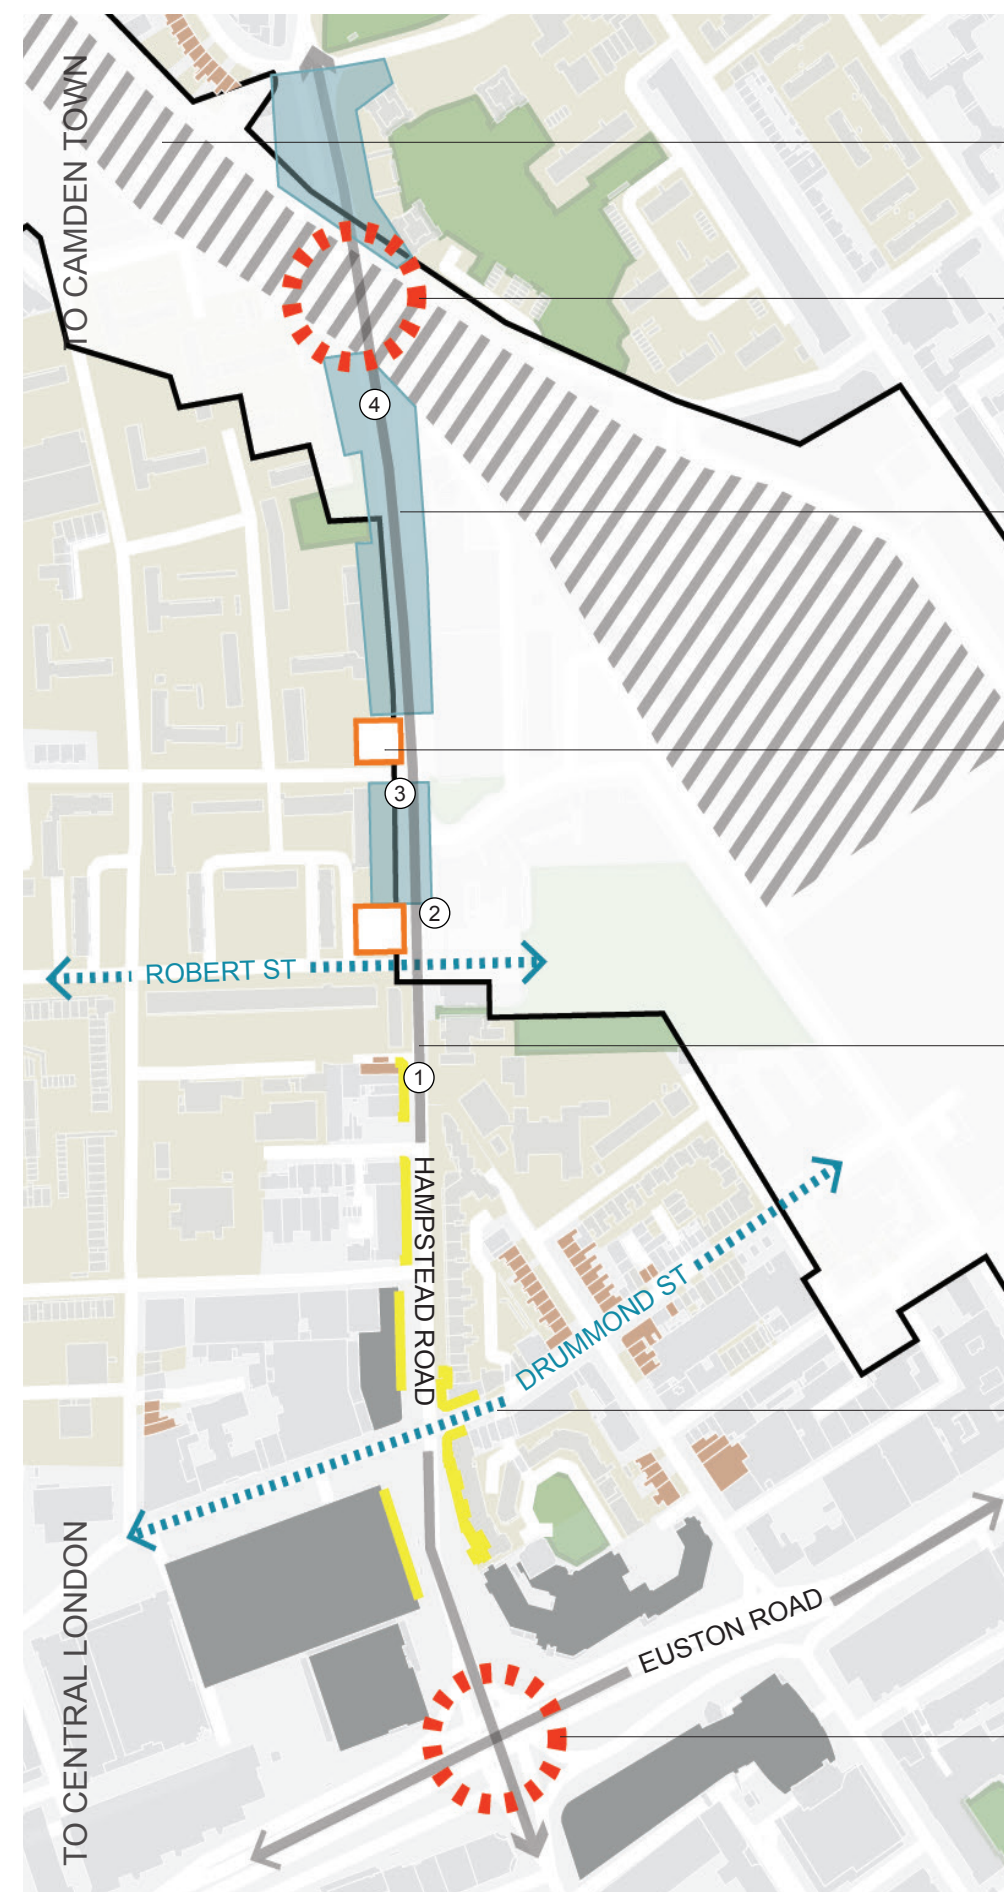 TO CAMDEN TOWN
4
3
2
ROBERT ST
1
HAMPSTEAD ROAD
DRUMMOND ST
EUSTON ROAD
TO CENTRAL LONDON